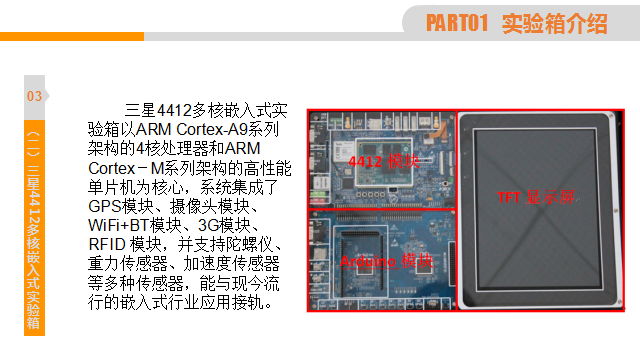 PART01 实验箱介绍
03
（二）三星4412多核嵌入式实验箱
三星4412多核嵌入式实
验箱以ARM Cortex-A9系列
架构的4核处理器和ARM
Cortex－M系列架构的高性能
单片机为核心，系统集成了
GPS模块、摄像头模块、
WiFi+BT模块、3G模块、
RFID 模块，并支持陀螺仪、
重力传感器、加速度传感器
等多种传感器，能与现今流
行的嵌入式行业应用接轨。
4412 模块
TFT 显示屏
Arduino 模块